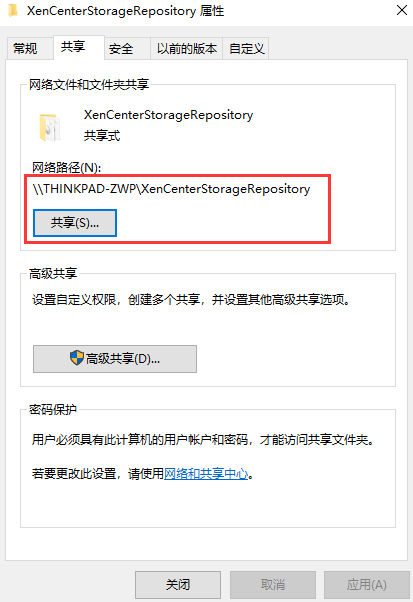 XenCenterStorageRepository 属性
常规 共享 安全 以前的版本 自定义
网络文件和文件夹共享
XenCenterStorageRepository
共享式
网络路径(N):
\\THINKPAD-ZWP\XenCenterStorageRepository
共享(S)...
高级共享
设置自定义权限，创建多个共享，并设置其他高级共享选项。
高级共享(D)...
密码保护
用户必须具有此计算机的用户帐户和密码，才能访问共享文件夹。
若要更改此设置，请使用网络和共享中心。
关闭 取消 应用(A)